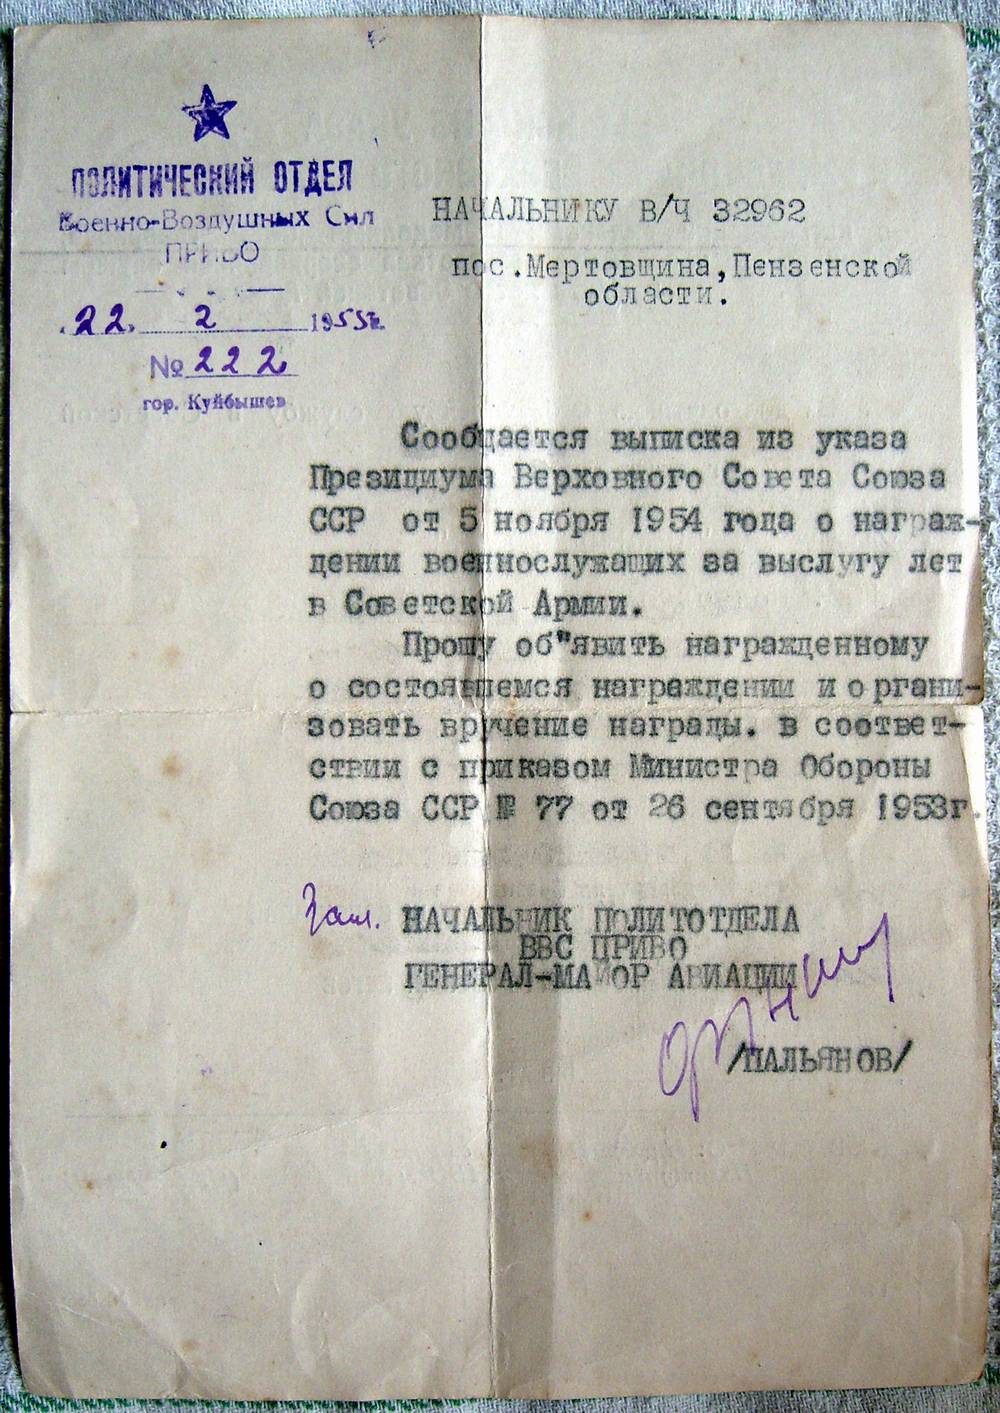 ПОЛИТИЧЕСКИЙ ОТДЕЛ
Военно-Воздушных Сил
ПРИВО
22. 2 1955г.
№ 222
гор. Куйбышев
НАЧАЛЬНИКУ В/Ч 32962
пос.Мертовщина,Пензенской
области.
Сообщается выписка из указа
Президиума Верховного Совета Союза
ССР от 5 ноября 1954 года о награж-
дении военнослужащих за выслугу лет
в Советской Армии.
Прошу об"явить награжденному
о состоявшемся награждении и органи-
зовать вручение награды. в соответ-
ствии с приказом Министра Обороны
Союза ССР № 77 от 26 сентября 1953г.
Зам. НАЧАЛЬНИК ПОЛИТОТДЕЛА
ВВС ПРИВО
ГЕНЕРАЛ-МАЙОР АВИАЦИИ
/ПАЛЬЯНОВ/